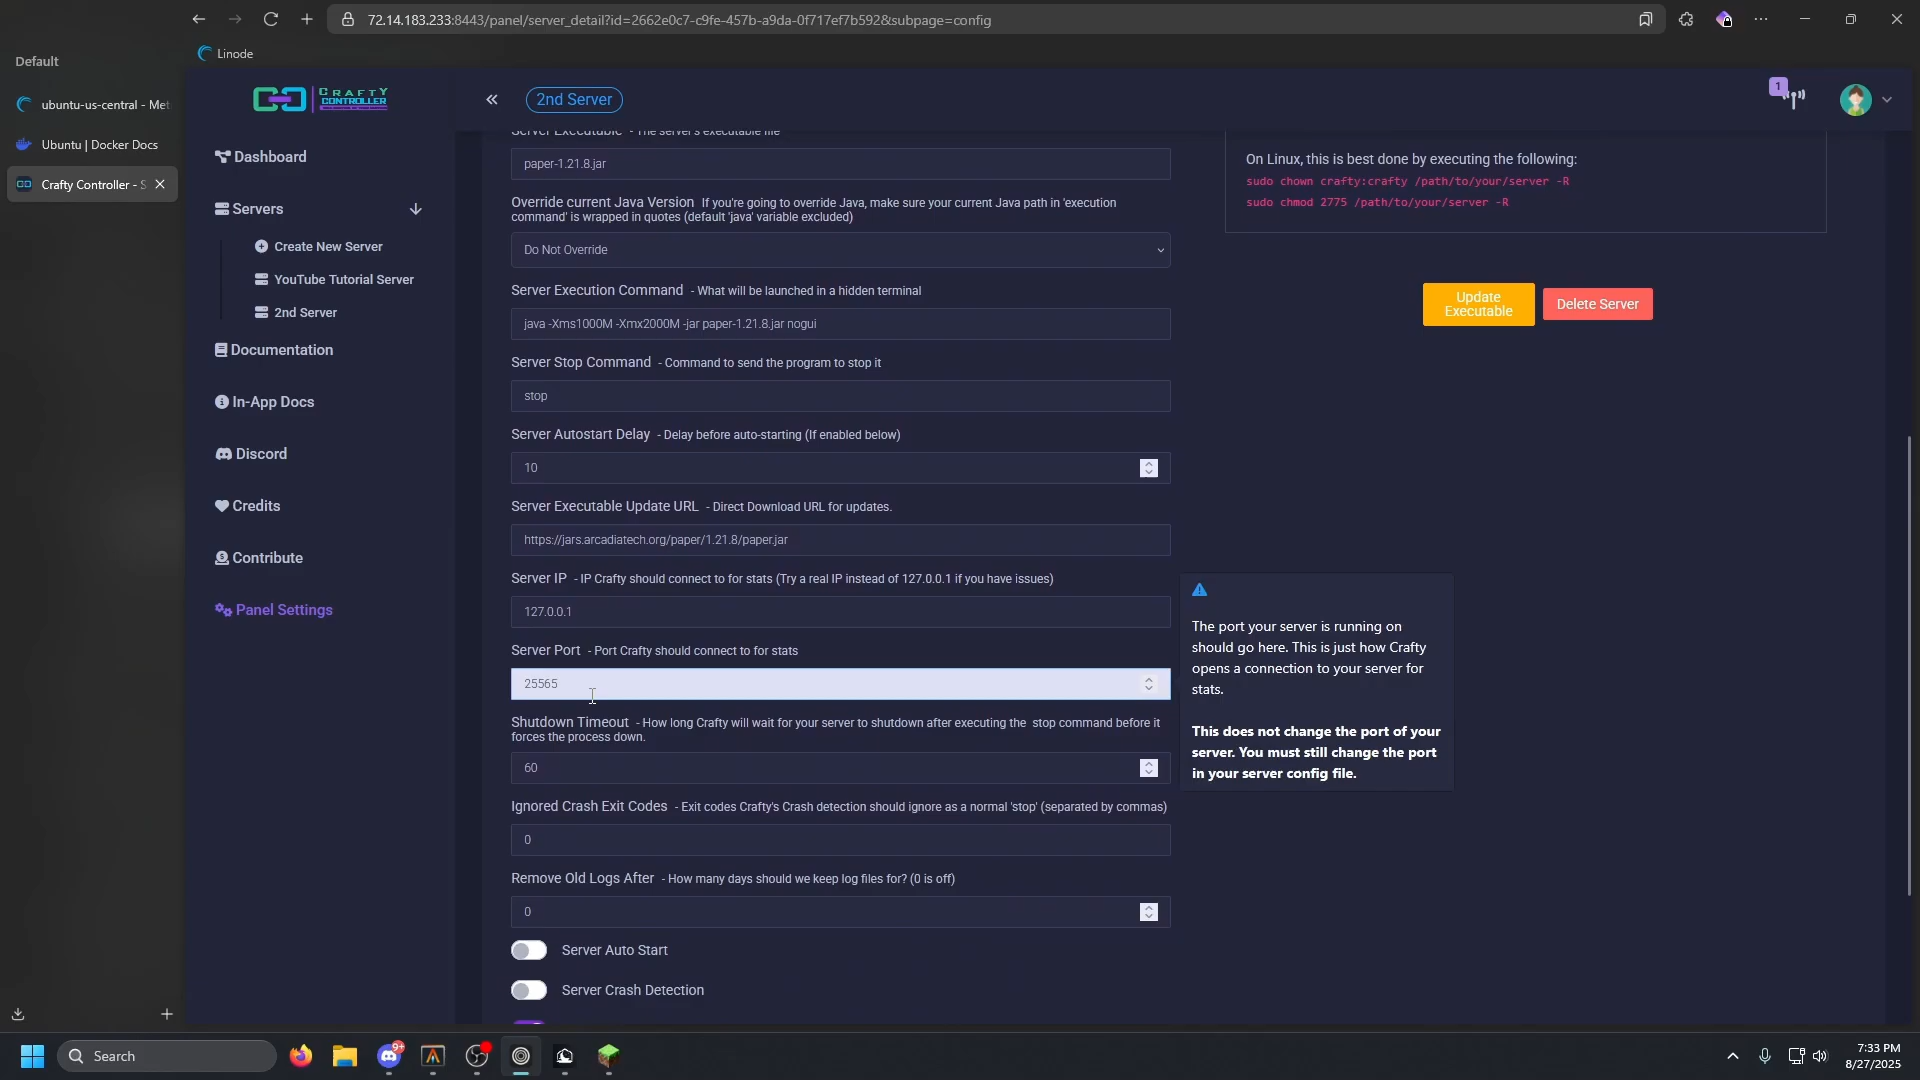 72.14.183.233:8443/panel/server_detail?id=2662e0c7-c9fe-457b-a9da-0f717ef7b592&subpage=config
Linode
Default
ubuntu-us-central - Met
Ubuntu | Docker Docs
Crafty Controller - S
CRAFTY
CONTROLLER
2nd Server
1
Dashboard
Servers
Create New Server
YouTube Tutorial Server
2nd Server
Documentation
In-App Docs
Discord
Credits
Contribute
Panel Settings
Server Executable - The server's executable file
paper-1.21.8.jar
Override current Java Version If you're going to override Java, make sure your current Java path in 'execution
command' is wrapped in quotes (default 'java' variable excluded)
Do Not Override
Server Execution Command - What will be launched in a hidden terminal
java -Xms1000M -Xmx2000M -jar paper-1.21.8.jar nogui
Server Stop Command - Command to send the program to stop it
stop
Server Autostart Delay - Delay before auto-starting (If enabled below)
10
Server Executable Update URL - Direct Download URL for updates.
https://jars.arcadiatech.org/paper/1.21.8/paper.jar
Server IP - IP Crafty should connect to for stats (Try a real IP instead of 127.0.0.1 if you have issues)
127.0.0.1
Server Port - Port Crafty should connect to for stats
25565
Shutdown Timeout - How long Crafty will wait for your server to shutdown after executing the stop command before it
forces the process down.
60
Ignored Crash Exit Codes - Exit codes Crafty's Crash detection should ignore as a normal 'stop' (separated by commas)
0
Remove Old Logs After - How many days should we keep log files for? (0 is off)
0
Server Auto Start
Server Crash Detection
On Linux, this is best done by executing the following:
sudo chown crafty:crafty /path/to/your/server -R
sudo chmod 2775 /path/to/your/server -R
Update
Executable
Delete Server
The port your server is running on
should go here. This is just how Crafty
opens a connection to your server for
stats.
This does not change the port of your
server. You must still change the port
in your server config file.
Search
9+
7:33 PM
8/27/2025